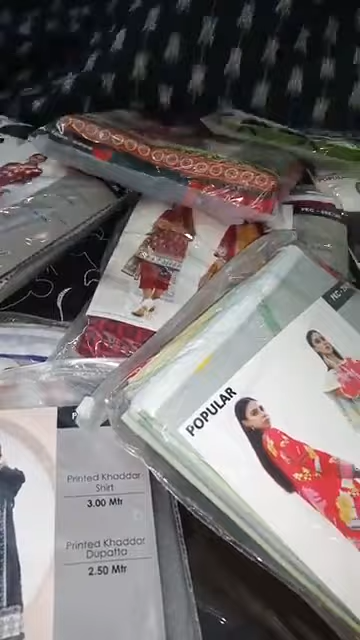 POPULAR
Printed Khaddar
Shirt
3.00 Mtr
Printed Khaddar
Dupatta
2.50 Mtr